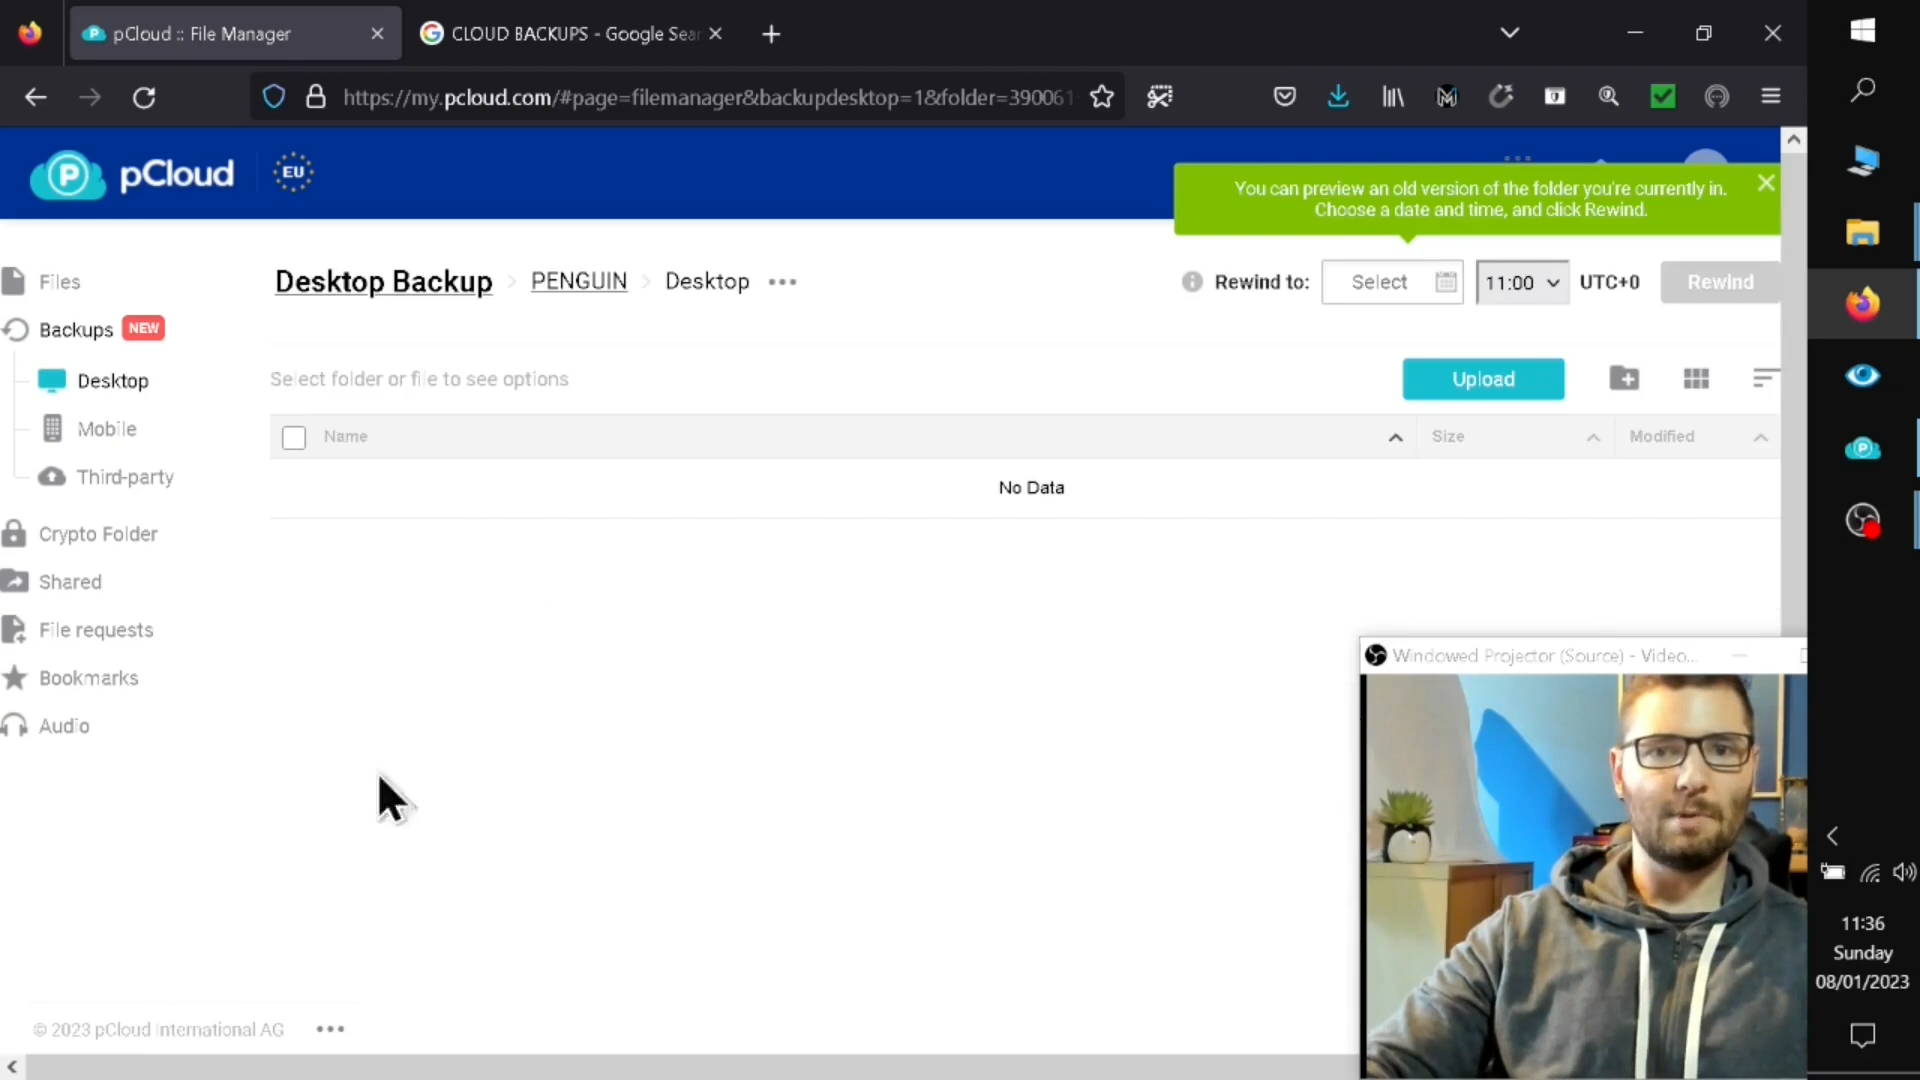 pCloud :: File Manager
CLOUD BACKUPS - Google Sear
https://my.pcloud.com/#page=filemanager&backupdesktop=1&folder=390061
P pCloud
EU
You can preview an old version of the folder you're currently in.
Choose a date and time, and click Rewind.
Files
Backups NEW
Desktop
Mobile
Third-party
Crypto Folder
Shared
File requests
Bookmarks
Audio
Desktop Backup > PENGUIN > Desktop •••
Rewind to: Select 11:00 UTC+0 Rewind
Select folder or file to see options
Upload
Name Size Modified
No Data
Windowed Projector (Source) - Video...
© 2023 pCloud International AG •••
11:36
Sunday
08/01/2023